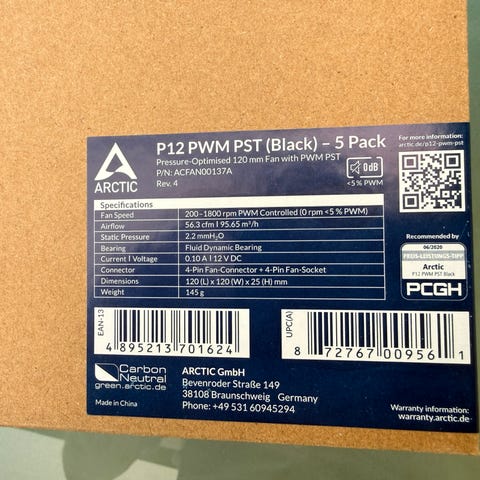 P12 PWM PST (Black) – 5 Pack
Pressure-Optimised 120 mm Fan with PWM PST
P/N: ACFAN00137A
Rev. 4
ARCTIC
0dB
<5 % PWM
For more information:
arctic.de/p12-pwm-pst
Specifications
Fan Speed 200–1800 rpm PWM Controlled (0 rpm <5 % PWM)
Airflow 56.3 cfm | 95.65 m³/h
Static Pressure 2.2 mmH₂O
Bearing Fluid Dynamic Bearing
Current | Voltage 0.10 A | 12 V DC
Connector 4-Pin Fan-Connector + 4-Pin Fan-Socket
Dimensions 120 (L) x 120 (W) x 25 (H) mm
Weight 145 g
Recommended by
06/2020
PREIS-LEISTUNGS-TIPP
Arctic
P12 PWM PST Black
PCGH
EAN-13
4 895213 701624
UPC(A)
8 72767 00956 1
Carbon
Neutral
green.arctic.de
Made in China
ARCTIC GmbH
Bevenroder Straße 149
38108 Braunschweig Germany
Phone: +49 531 60945294
Warranty information:
warranty.arctic.de